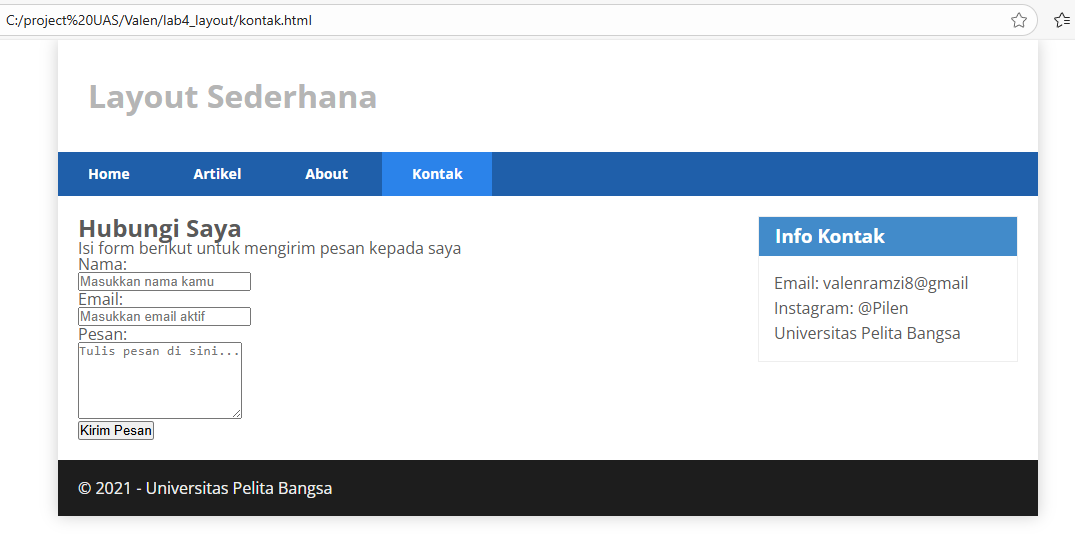 C:/project%20UAS/Valen/lab4_layout/kontak.html
Layout Sederhana
Home Artikel About Kontak
Hubungi Saya
Isi form berikut untuk mengirim pesan kepada saya
Nama:
Masukkan nama kamu
Email:
Masukkan email aktif
Pesan:
Tulis pesan di sini...
Kirim Pesan
Info Kontak
Email: valenramzi8@gmail
Instagram: @Pilen
Universitas Pelita Bangsa
© 2021 - Universitas Pelita Bangsa